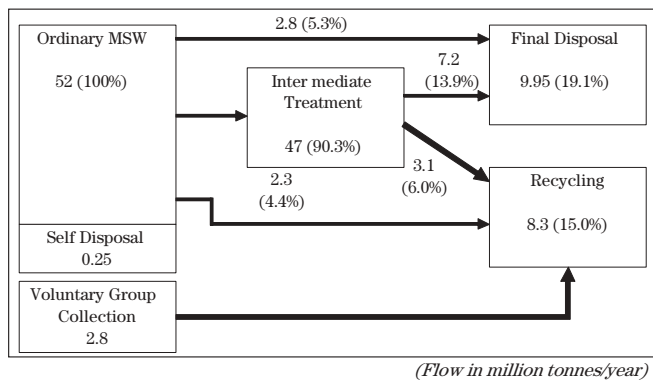 Ordinary MSW
52 (100%)
2.8 (5.3%)
Final Disposal
9.95 (19.1%)
7.2
(13.9%)
Inter mediate
Treatment
47 (90.3%)
3.1
(6.0%)
2.3
(4.4%)
Recycling
8.3 (15.0%)
Self Disposal
0.25
Voluntary Group
Collection
2.8
(Flow in million tonnes/year)